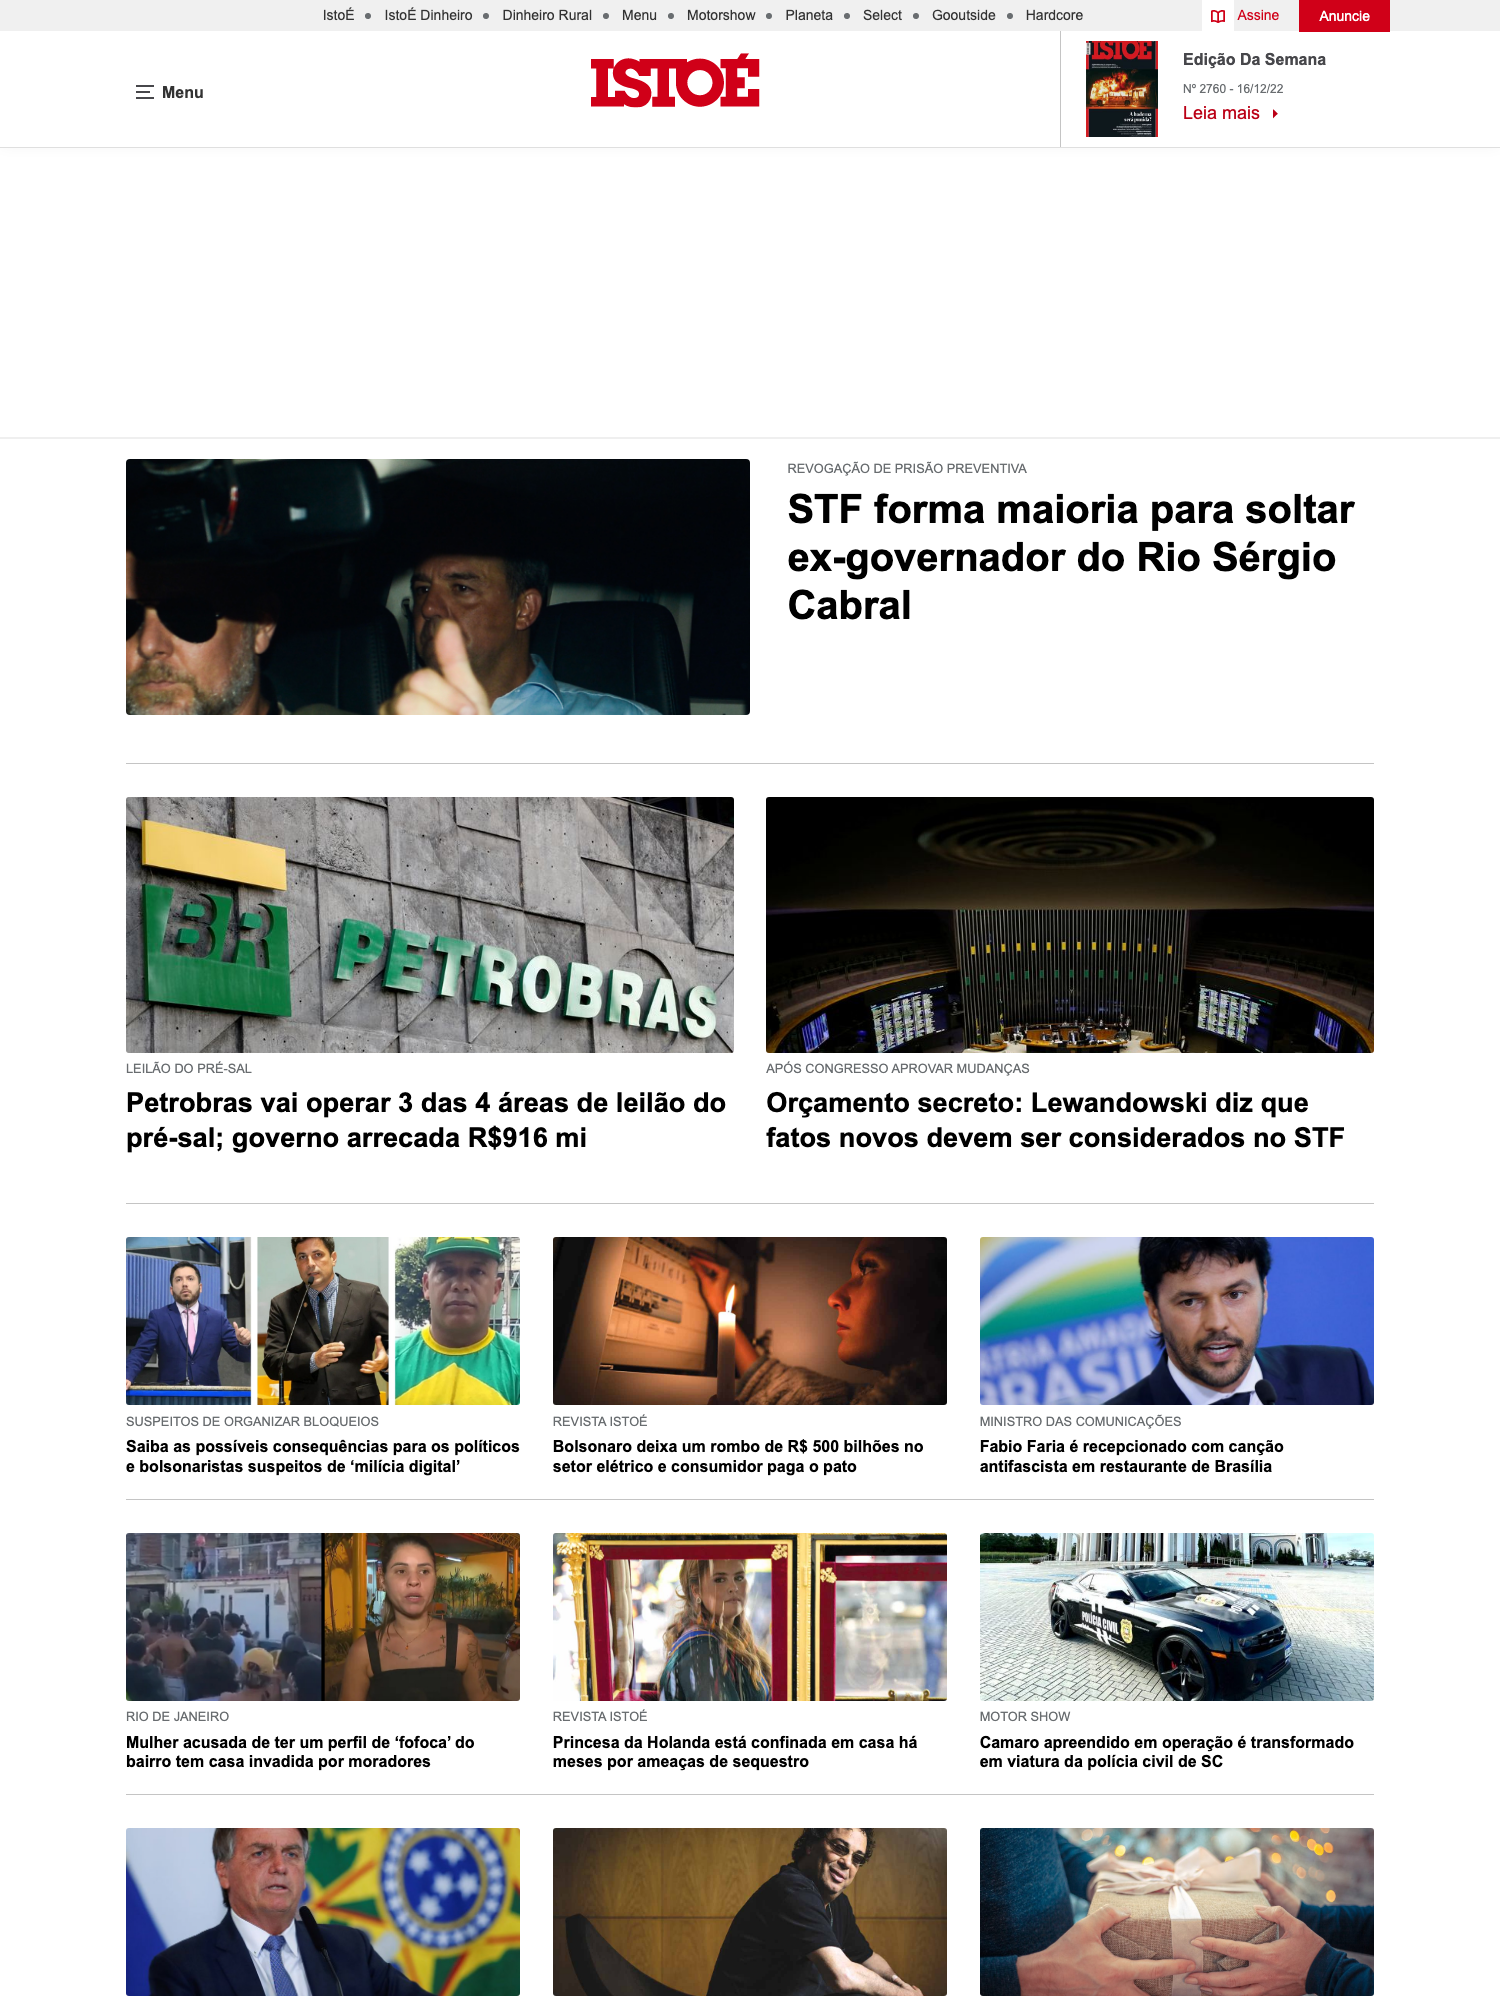 IstoÉ • IstoÉ Dinheiro • Dinheiro Rural • Menu • Motorshow • Planeta • Select • Gooutside • Hardcore
Assine
Anuncie
Menu
ISTOÉ
ISTOÉ
A baderna
será punida?
Edição Da Semana
Nº 2760 - 16/12/22
Leia mais
REVOGAÇÃO DE PRISÃO PREVENTIVA
STF forma maioria para soltar
ex-governador do Rio Sérgio
Cabral
BR
PETROBRAS
LEILÃO DO PRÉ-SAL
Petrobras vai operar 3 das 4 áreas de leilão do
pré-sal; governo arrecada R$916 mi
APÓS CONGRESSO APROVAR MUDANÇAS
Orçamento secreto: Lewandowski diz que
fatos novos devem ser considerados no STF
SUSPEITOS DE ORGANIZAR BLOQUEIOS
Saiba as possíveis consequências para os políticos
e bolsonaristas suspeitos de ‘milícia digital’
REVISTA ISTOÉ
Bolsonaro deixa um rombo de R$ 500 bilhões no
setor elétrico e consumidor paga o pato
MINISTRO DAS COMUNICAÇÕES
Fabio Faria é recepcionado com canção
antifascista em restaurante de Brasília
POLÍCIA CIVIL
RIO DE JANEIRO
Mulher acusada de ter um perfil de ‘fofoca’ do
bairro tem casa invadida por moradores
REVISTA ISTOÉ
Princesa da Holanda está confinada em casa há
meses por ameaças de sequestro
MOTOR SHOW
Camaro apreendido em operação é transformado
em viatura da polícia civil de SC